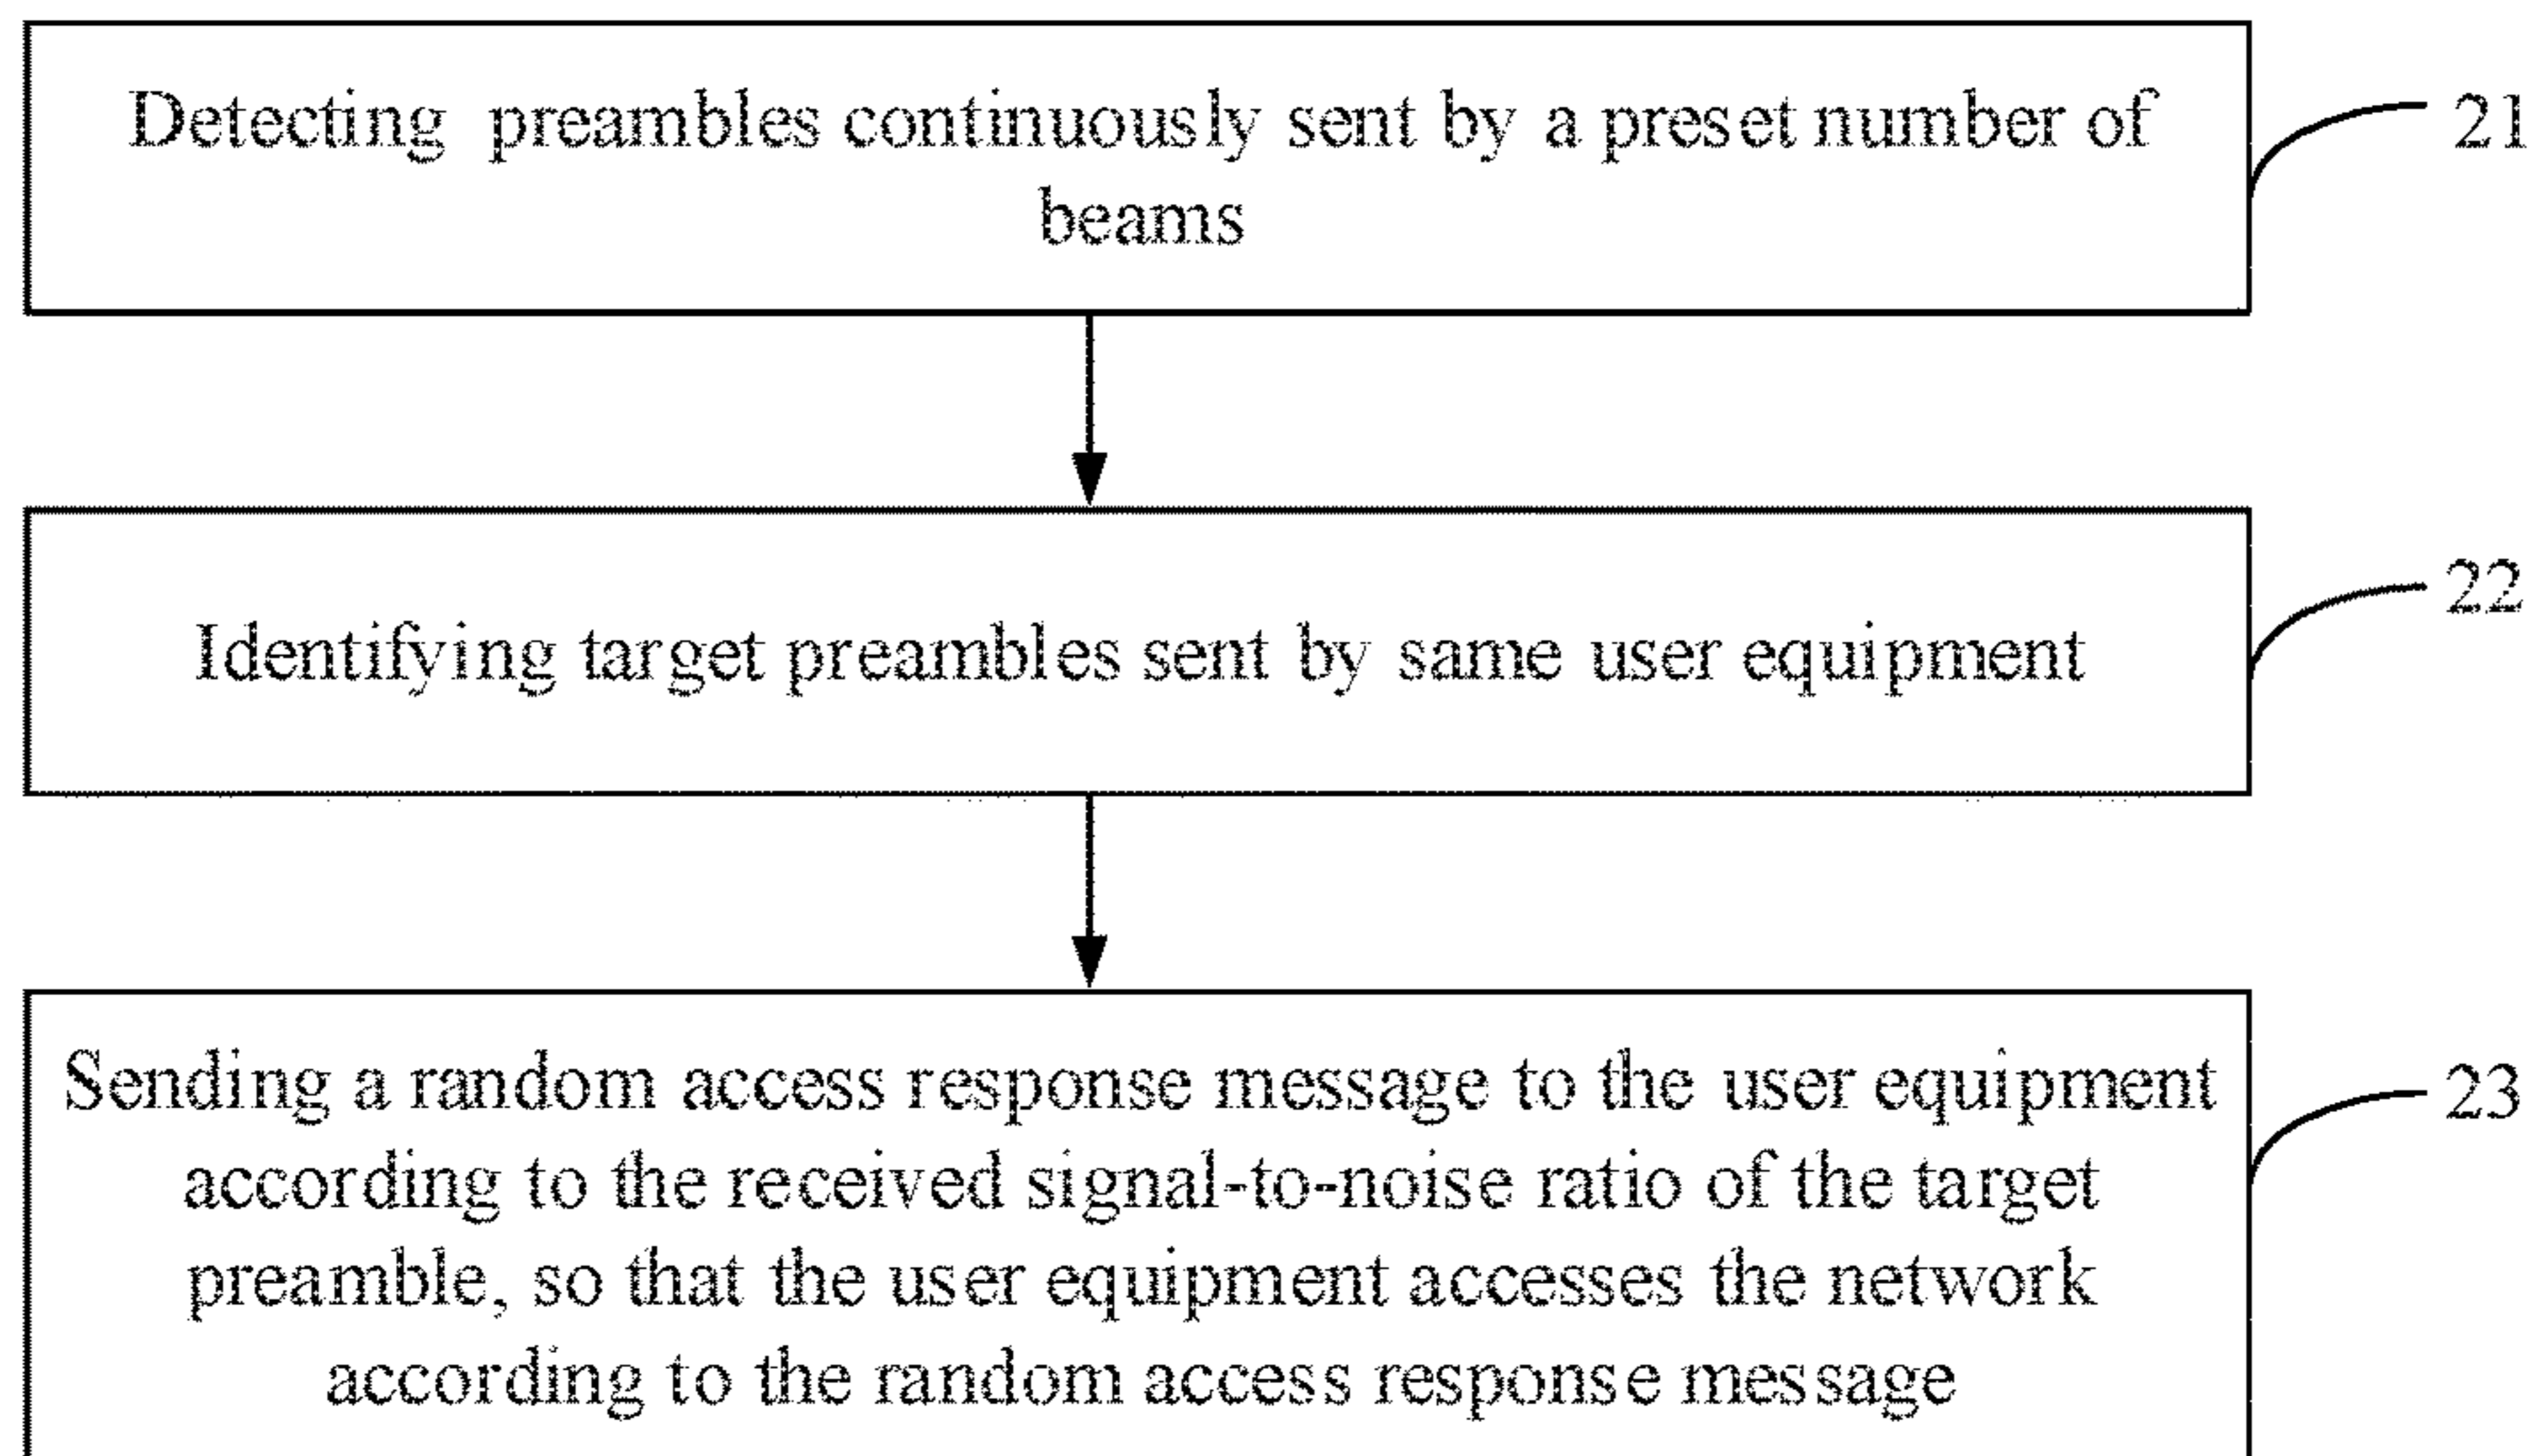 Detecting preambles continuously sent by a preset number of
beams
21
Identifying target preambles sent by same user equipment
22
Sending a random access response message to the user equipment
according to the received signal-to-noise ratio of the target
preamble, so that the user equipment accesses the network
according to the random access response message
23